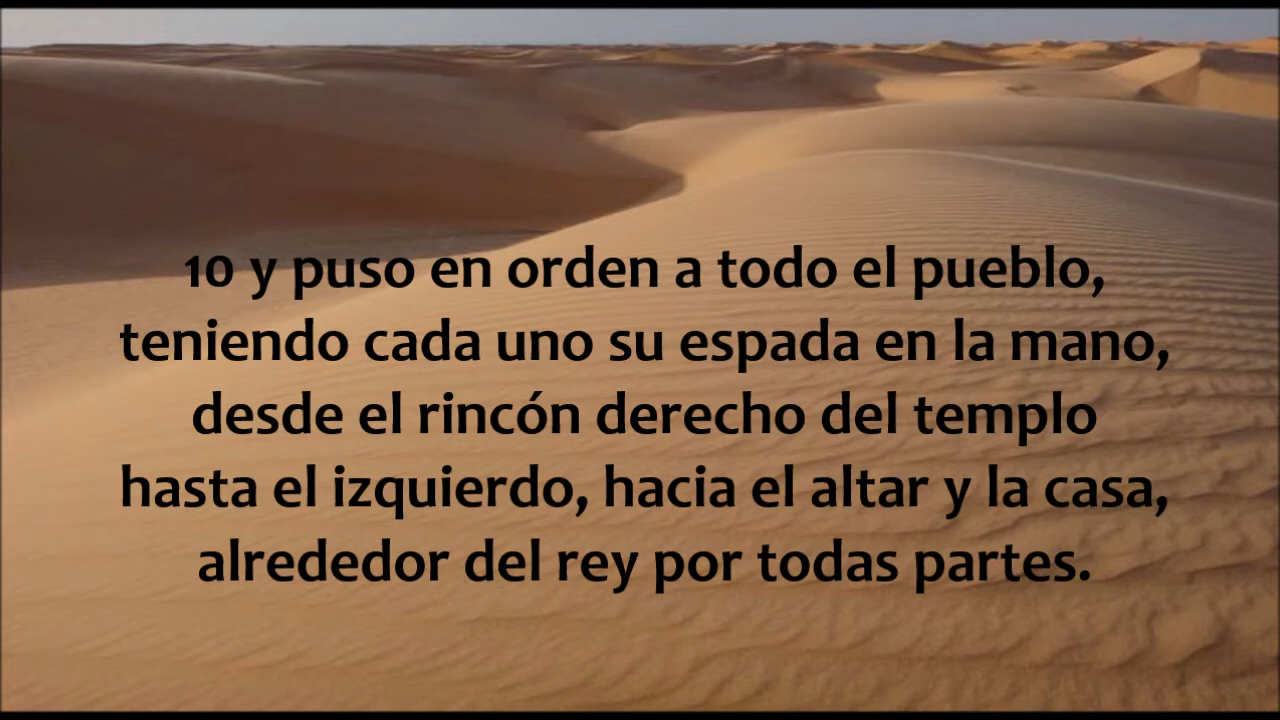 10 y puso en orden a todo el pueblo,
teniendo cada uno su espada en la mano,
desde el rincón derecho del templo
hasta el izquierdo, hacia el altar y la casa,
alrededor del rey por todas partes.